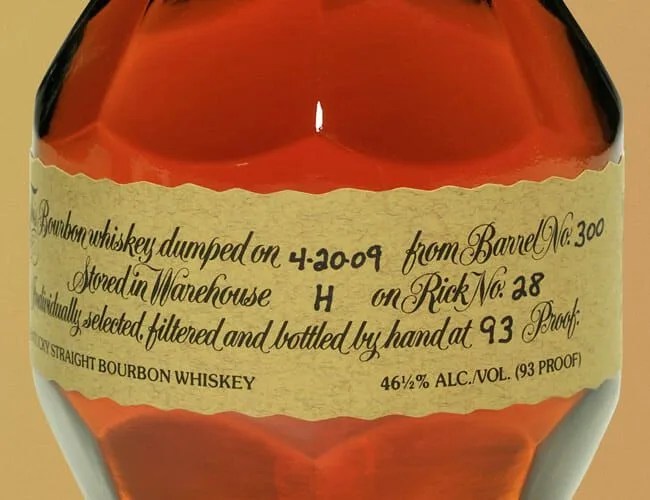 Bourbon whiskey dumped on 4-20-09 from Barrel No: 300
Stored in Warehouse H on Rick No: 28
Individually selected, filtered and bottled by hand at 93 Proof.
STRAIGHT BOURBON WHISKEY 46½% ALC./VOL. (93 PROOF)